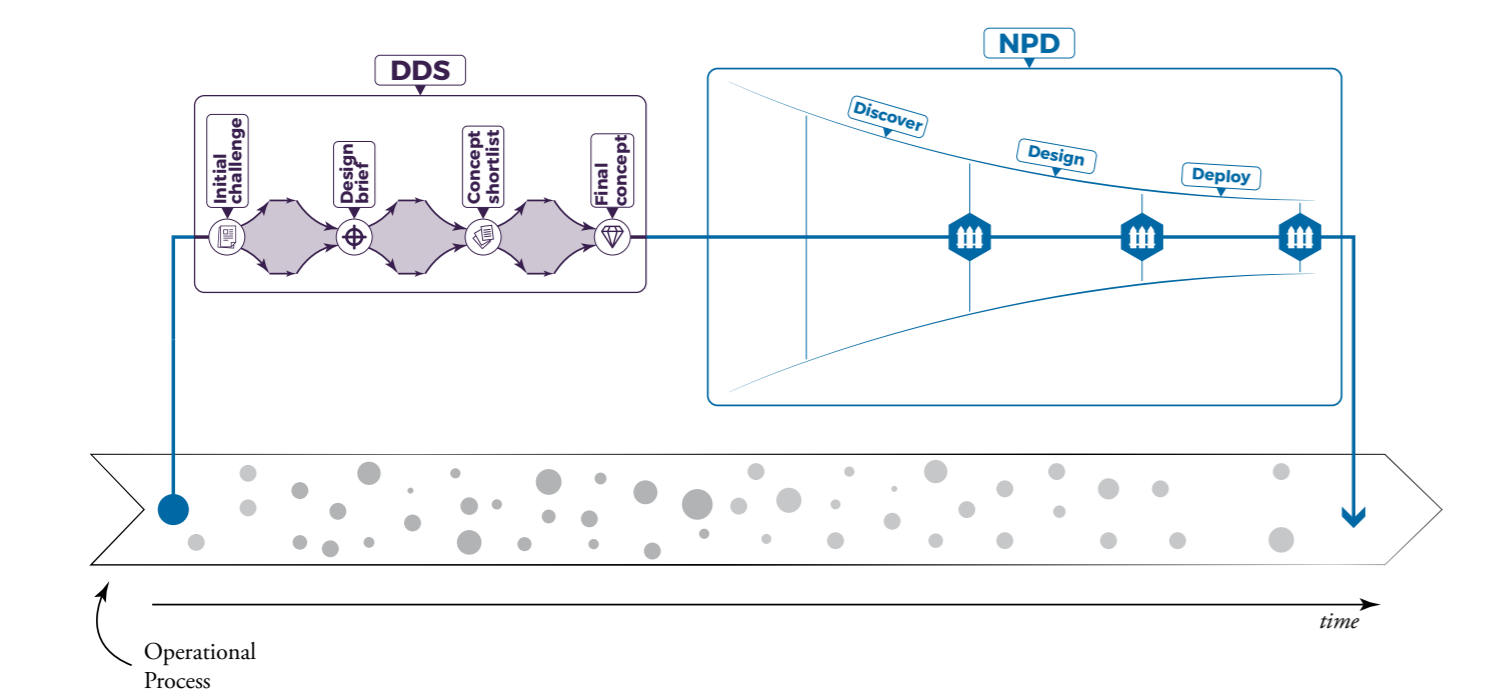 NPD
DDS
Initial
challenge
Design
brief
Concept
shortlist
Final
concept
Discover
Design
Deploy
time
Operational
Process